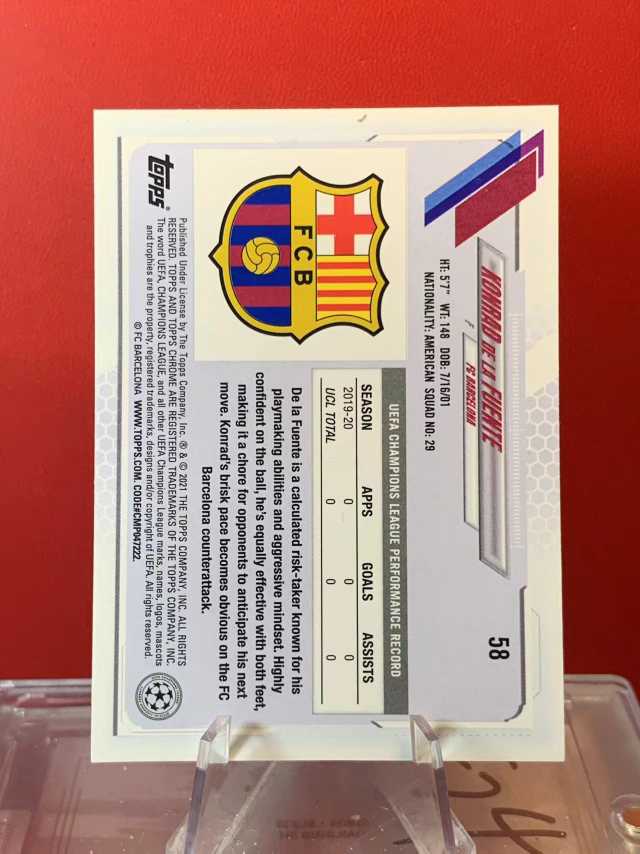 58
KONRAD DE LA FUENTE
FC BARCELONA
HT: 5'7" WT: 148 DOB: 7/16/01
NATIONALITY: AMERICAN SQUAD NO: 29
UEFA CHAMPIONS LEAGUE PERFORMANCE RECORD
SEASON APPS GOALS ASSISTS
2019-20 0 0 0
UCL TOTAL 0 0 0
De la Fuente is a calculated risk-taker known for his
playmaking abilities and aggressive mindset. Highly
confident on the ball, he's equally effective with both feet,
making it a chore for opponents to anticipate his next
move. Konrad's brisk pace becomes obvious on the FC
Barcelona counterattack.
FCB
topps®
Published Under License by The Topps Company, Inc. ® & © 2021 THE TOPPS COMPANY, INC. ALL RIGHTS
RESERVED. TOPPS AND TOPPS CHROME ARE REGISTERED TRADEMARKS OF THE TOPPS COMPANY, INC.
The word UEFA, CHAMPIONS LEAGUE, and all other UEFA Champions League marks, names, logos, mascots
and trophies are the property, registered trademarks, designs and/or copyright of UEFA. All rights reserved.
© FC BARCELONA WWW.TOPPS.COM. CODE#CMP047222.